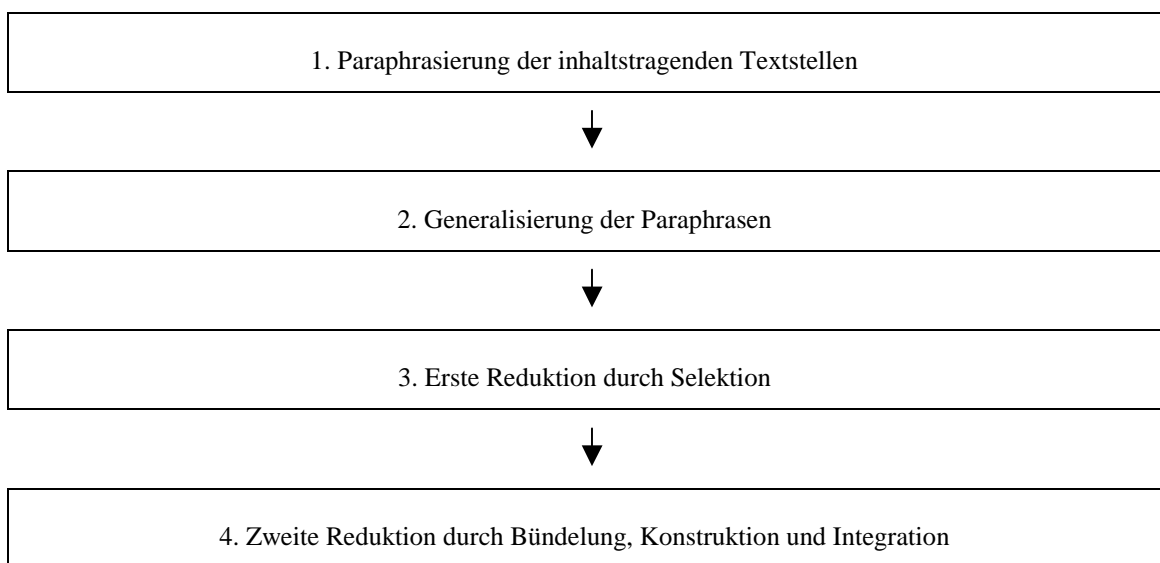 1. Paraphrasierung der inhaltstragenden Textstellen
2. Generalisierung der Paraphrasen
3. Erste Reduktion durch Selektion
4. Zweite Reduktion durch Bündelung, Konstruktion und Integration